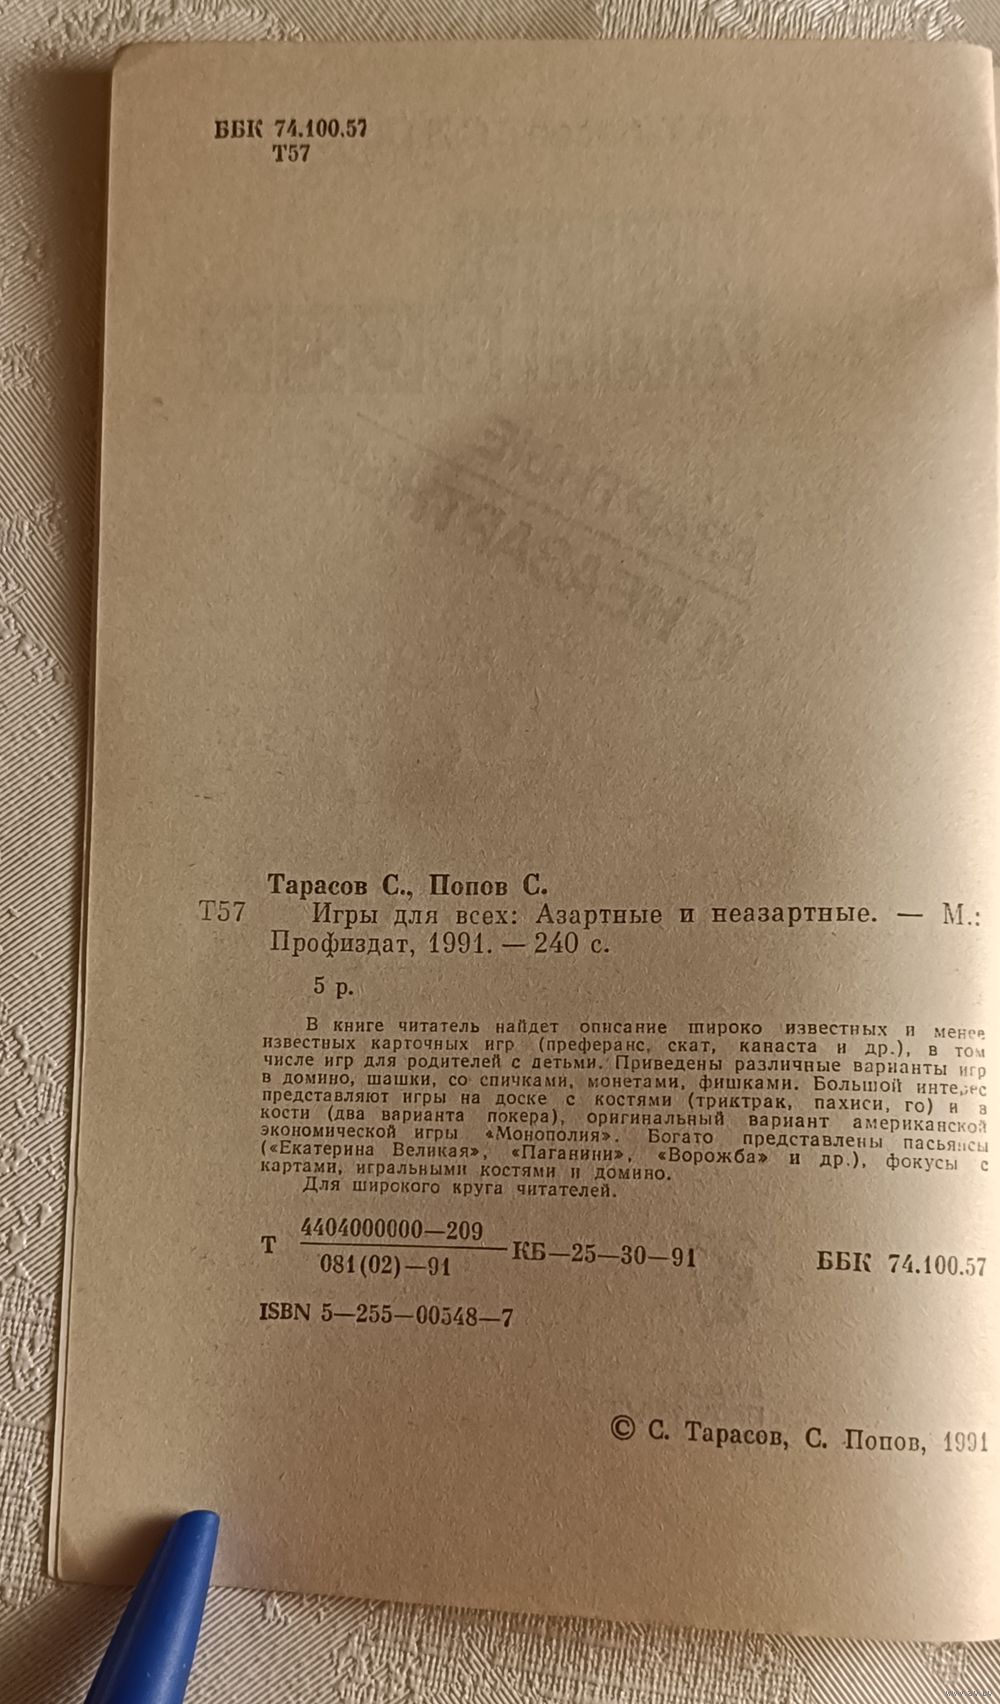 ББК 74.100.57
Т57
Тарасов С., Попов С.
Т57 Игры для всех: Азартные и неазартные. — М.:
Профиздат, 1991. — 240 с.
5 р.
В книге читатель найдет описание широко известных и менее
известных карточных игр (преферанс, скат, канаста и др.), в том
числе игр для родителей с детьми. Приведены различные варианты игр
в домино, шашки, со спичками, монетами, фишками. Большой интерес
представляют игры на доске с костями (триктрак, пахиси, го) и в
кости (два варианта покера), оригинальный вариант американской
экономической игры «Монополия». Богато представлены пасьянсы
(«Екатерина Великая», «Паганини», «Ворожба» и др.), фокусы с
картами, игральными костями и домино.
Для широкого круга читателей.
Т 4404000000—209 КБ—25—30—91 ББК 74.100.57
081(02)—91
ISBN 5—255—00548—7
© С. Тарасов, С. Попов, 1991